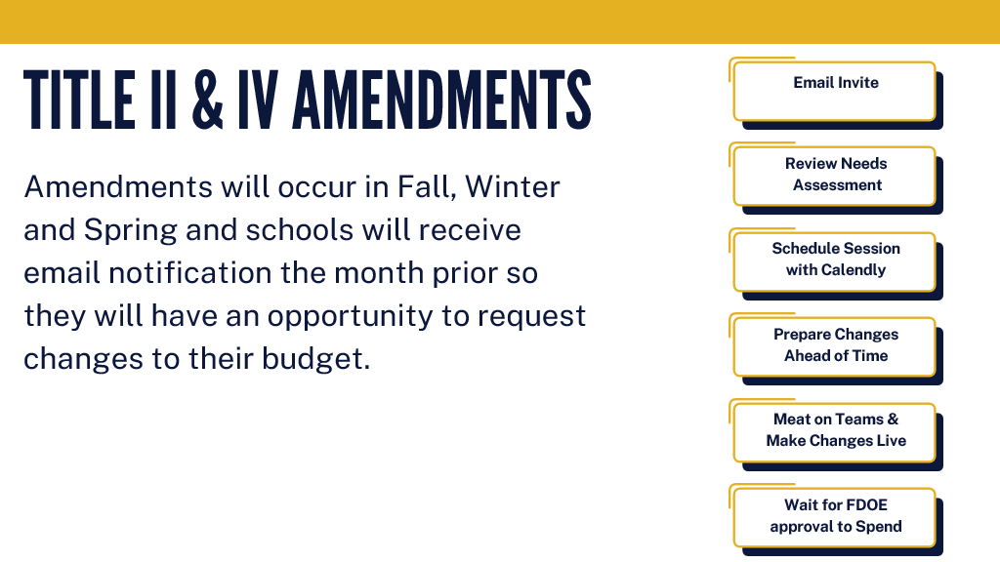 TITLE II & IV AMENDMENTS
Amendments will occur in Fall, Winter
and Spring and schools will receive
email notification the month prior so
they will have an opportunity to request
changes to their budget.
Email Invite
Review Needs
Assessment
Schedule Session
with Calendly
Prepare Changes
Ahead of Time
Meat on Teams &
Make Changes Live
Wait for FDOE
approval to Spend